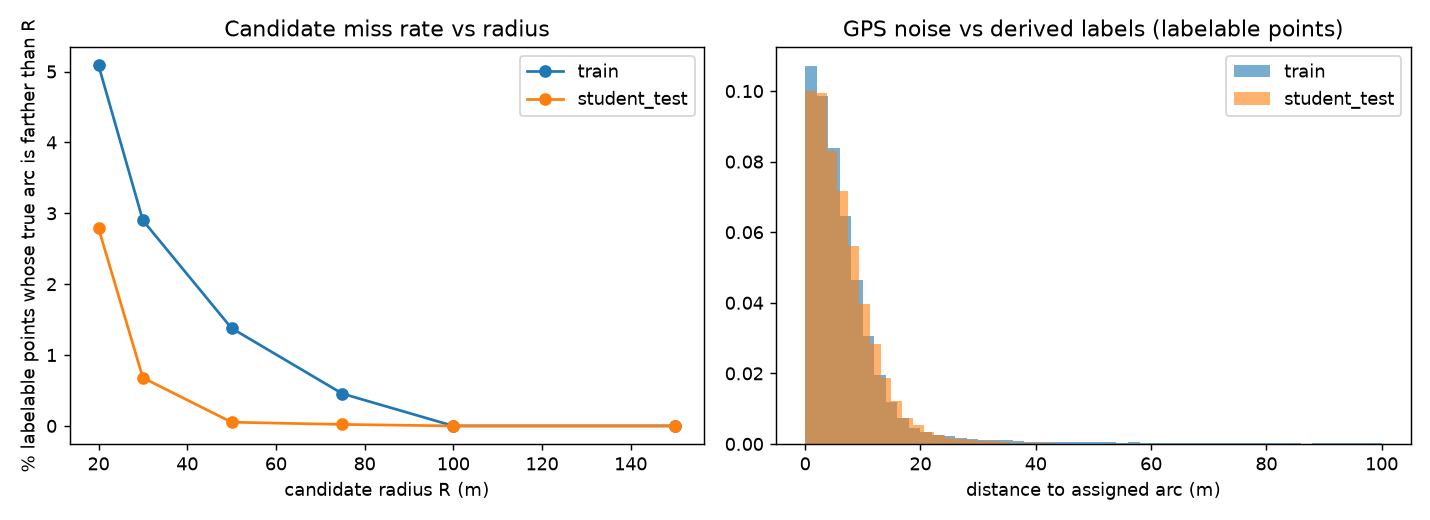 Candidate miss rate vs radius
% labelable points whose true arc is farther than R
5
4
3
2
1
0
train
student_test
20
40
60
80
100
120
140
candidate radius R (m)
GPS noise vs derived labels (labelable points)
0.10
0.08
0.06
0.04
0.02
0.00
train
student_test
0
20
40
60
80
100
distance to assigned arc (m)